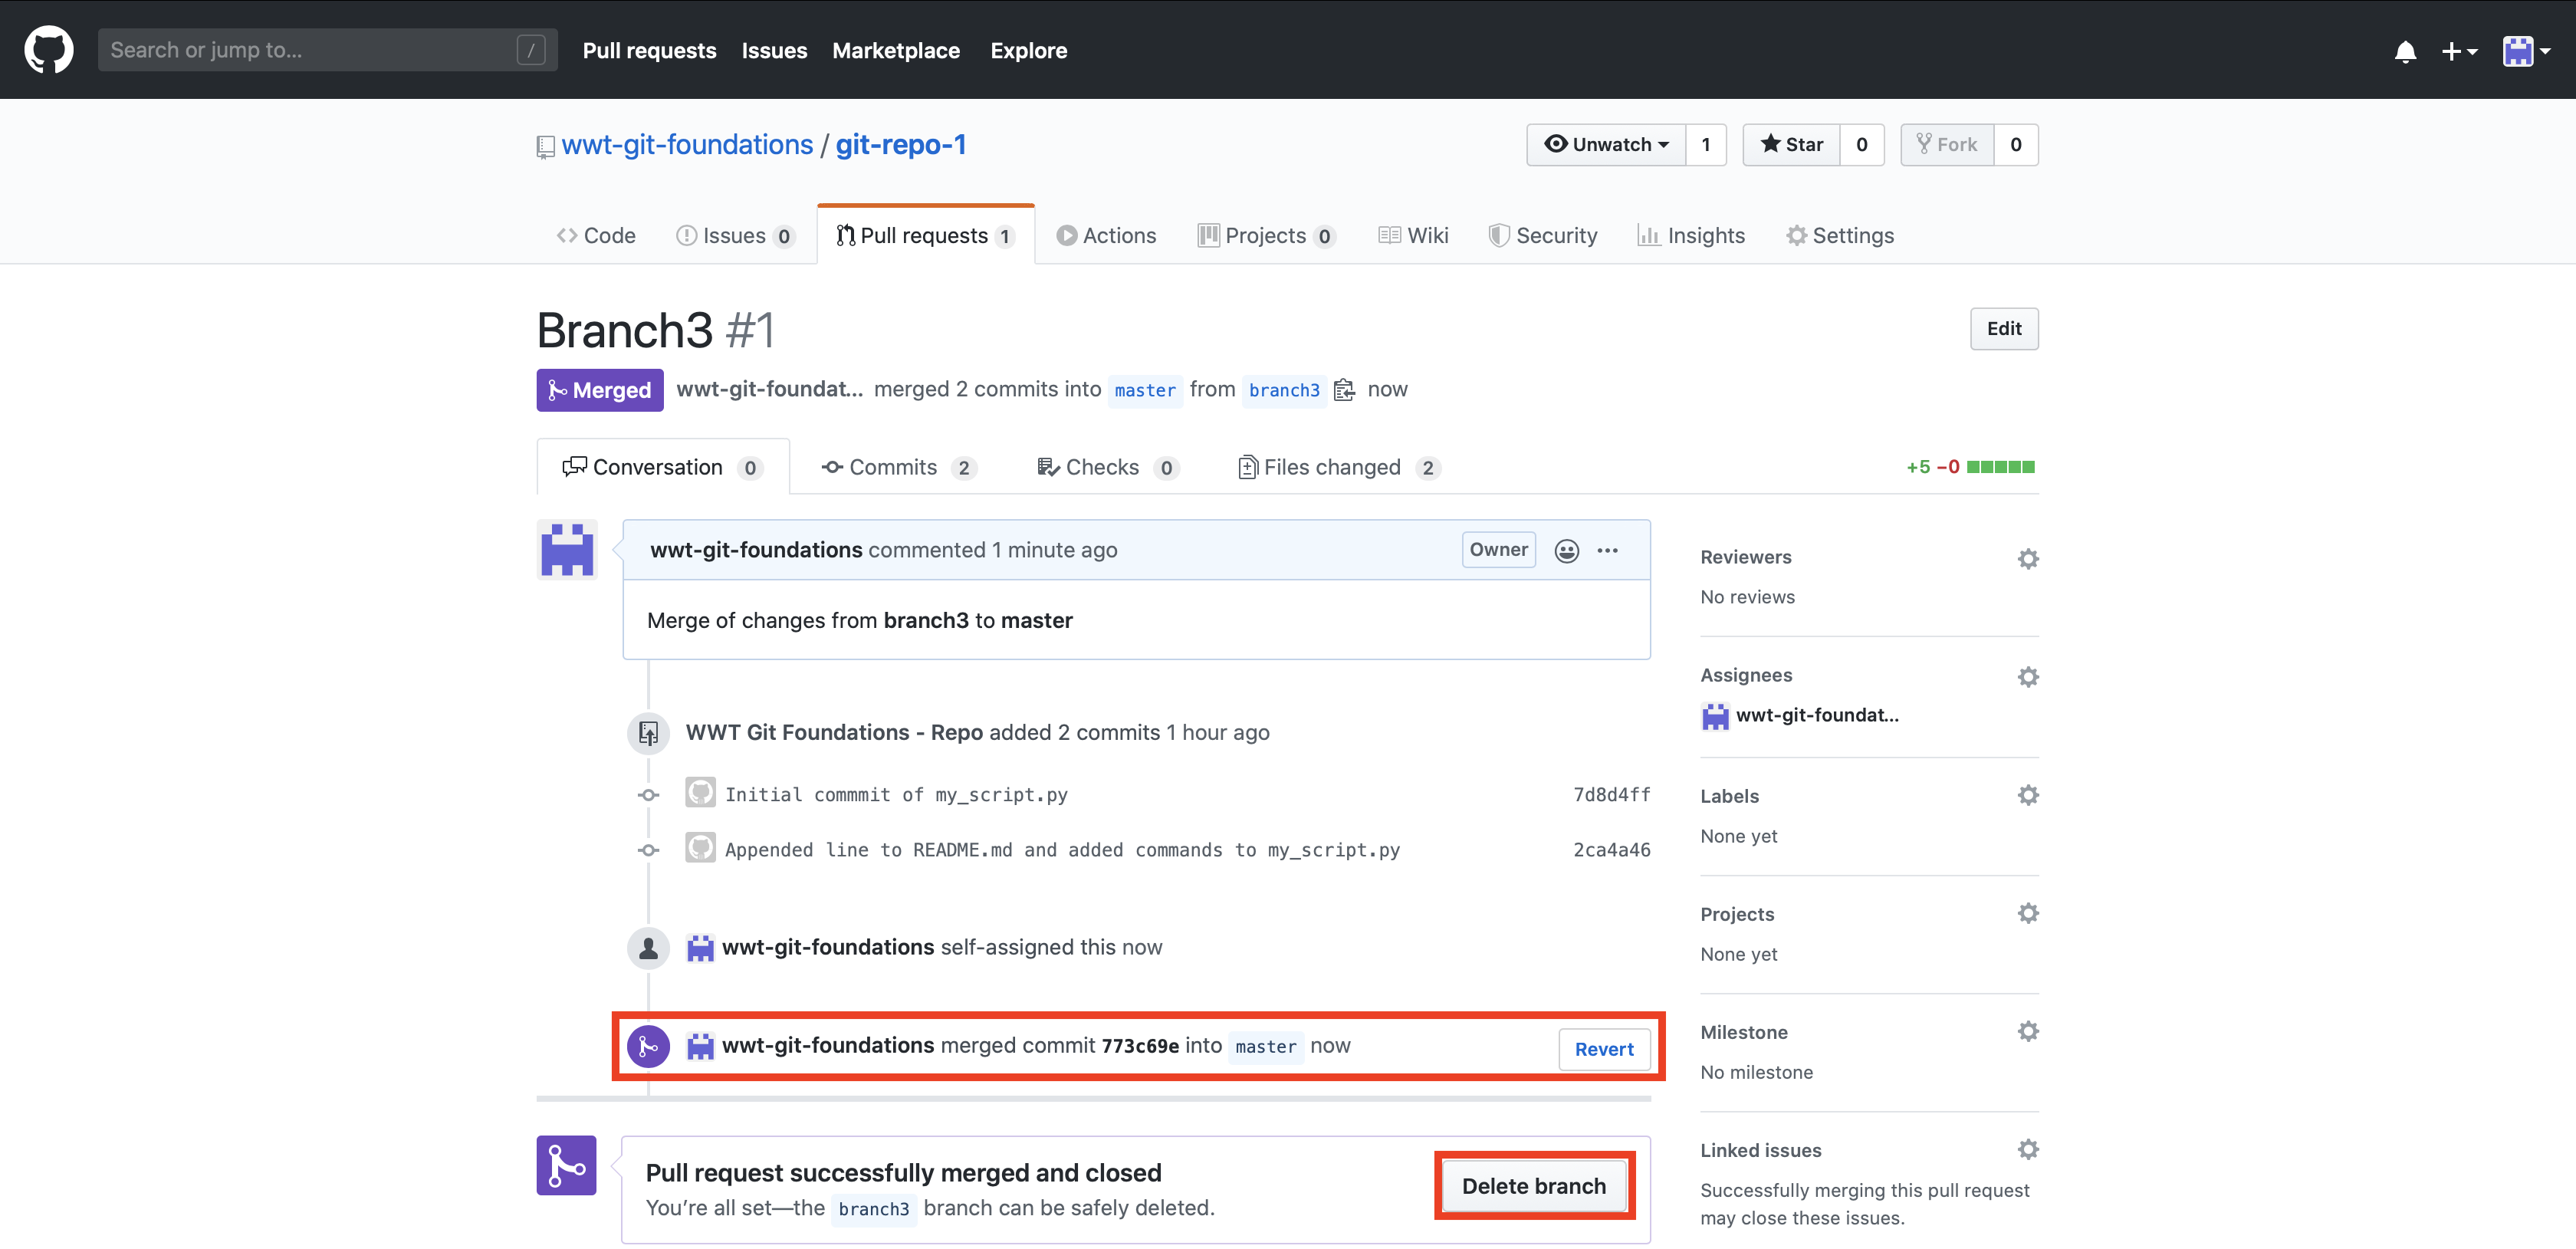 Search or jump to... / Pull requests Issues Marketplace Explore
wwt-git-foundations / git-repo-1 Unwatch 1 Star 0 Fork 0
Code Issues 0 Pull requests 1 Actions Projects 0 Wiki Security Insights Settings
Branch3 #1 Edit
Merged wwt-git-foundat... merged 2 commits into master from branch3 now
Conversation 0 Commits 2 Checks 0 Files changed 2 +5 −0
wwt-git-foundations commented 1 minute ago Owner ...
Merge of changes from branch3 to master
WWT Git Foundations - Repo added 2 commits 1 hour ago
Initial commmit of my_script.py 7d8d4ff
Appended line to README.md and added commands to my_script.py 2ca4a46
wwt-git-foundations self-assigned this now
wwt-git-foundations merged commit 773c69e into master now Revert
Pull request successfully merged and closed
You’re all set—the branch3 branch can be safely deleted.
Delete branch
Reviewers
No reviews
Assignees
wwt-git-foundat...
Labels
None yet
Projects
None yet
Milestone
No milestone
Linked issues
Successfully merging this pull request
may close these issues.